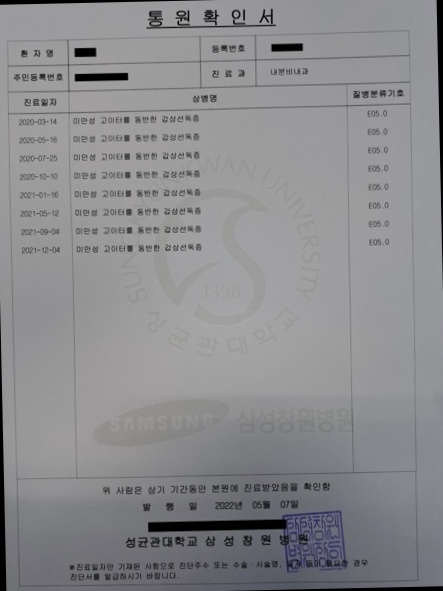 통원확인서
환 자 명
등록번호
주민등록번호
진 료 과 내분비내과
진료일자 상병명 질병분류기호
2020-03-14 미만성 고이터를 동반한 갑상선독증 E05.0
2020-05-16 미만성 고이터를 동반한 갑상선독증 E05.0
2020-07-25 미만성 고이터를 동반한 갑상선독증 E05.0
2020-10-10 미만성 고이터를 동반한 갑상선독증 E05.0
2021-01-16 미만성 고이터를 동반한 갑상선독증 E05.0
2021-05-12 미만성 고이터를 동반한 갑상선독증 E05.0
2021-09-04 미만성 고이터를 동반한 갑상선독증 E05.0
2021-12-04 미만성 고이터를 동반한 갑상선독증 E05.0
SUNGKYUNKWAN UNIVERSITY
1398
성균관대학교
SAMSUNG 삼성창원병원
위 사람은 상기 기간동안 본원에 진료받았음을 확인함
발 행 일 2022년 05월 07일
성균관대학교 삼성창원병원
※진료일자만 기재된 사항으로 진단주수 또는 수술·시술명, 필요한 경우
진단서를 발급하시기 바랍니다.